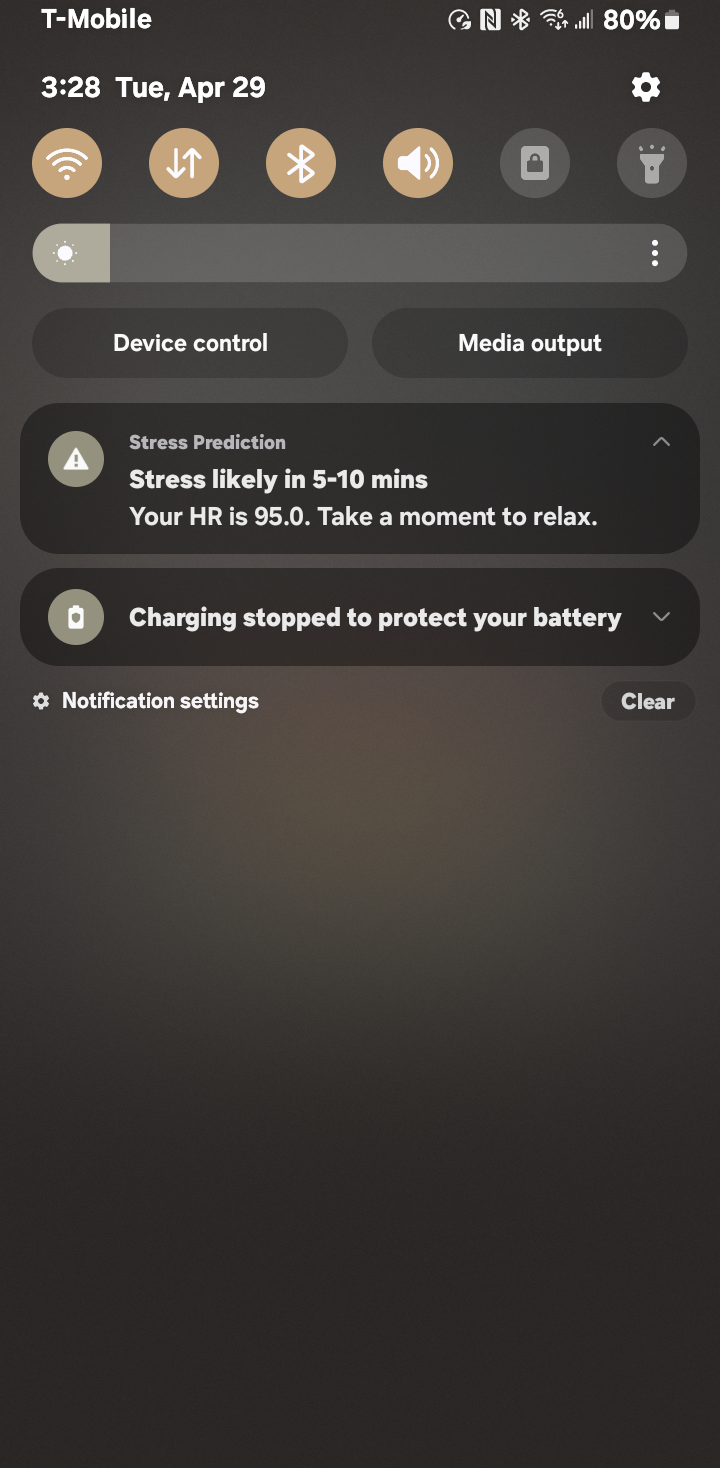 T-Mobile
80%
3:28 Tue, Apr 29
Device control
Media output
Stress Prediction
Stress likely in 5-10 mins
Your HR is 95.0. Take a moment to relax.
Charging stopped to protect your battery
Notification settings
Clear